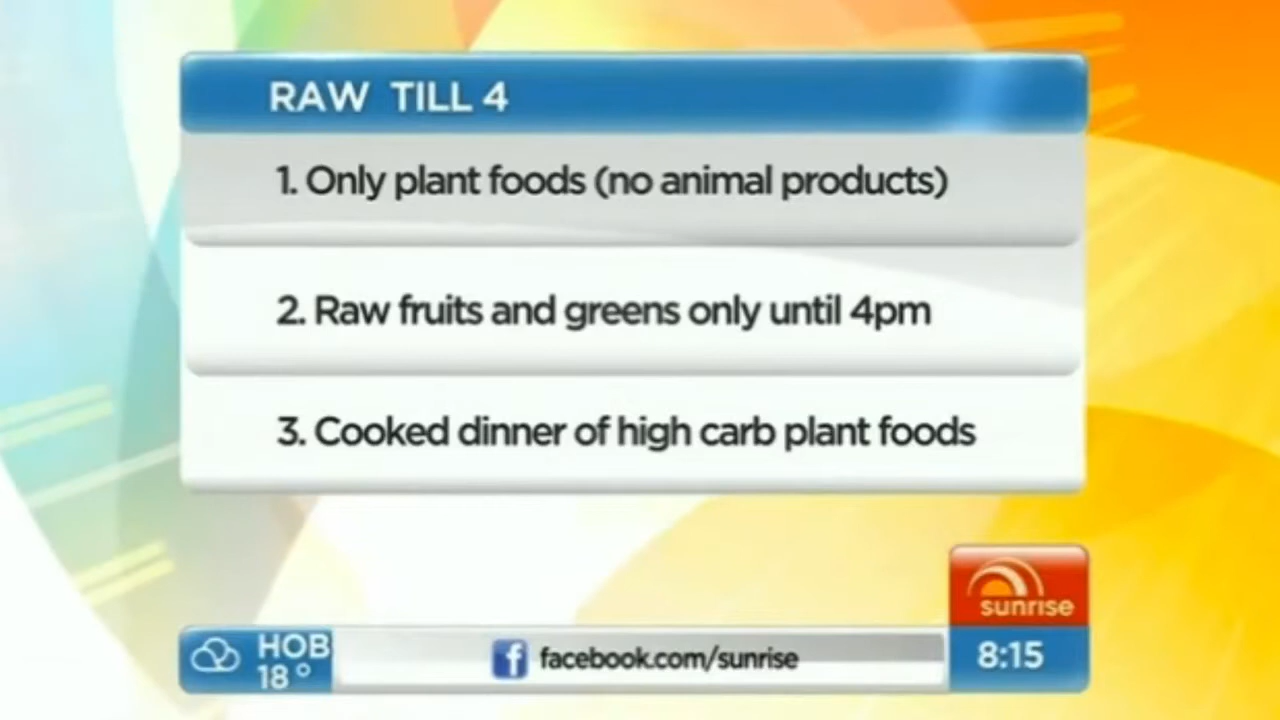 RAW TILL 4
1. Only plant foods (no animal products)
2. Raw fruits and greens only until 4pm
3. Cooked dinner of high carb plant foods
sunrise
HOB
18°
f facebook.com/sunrise
8:15